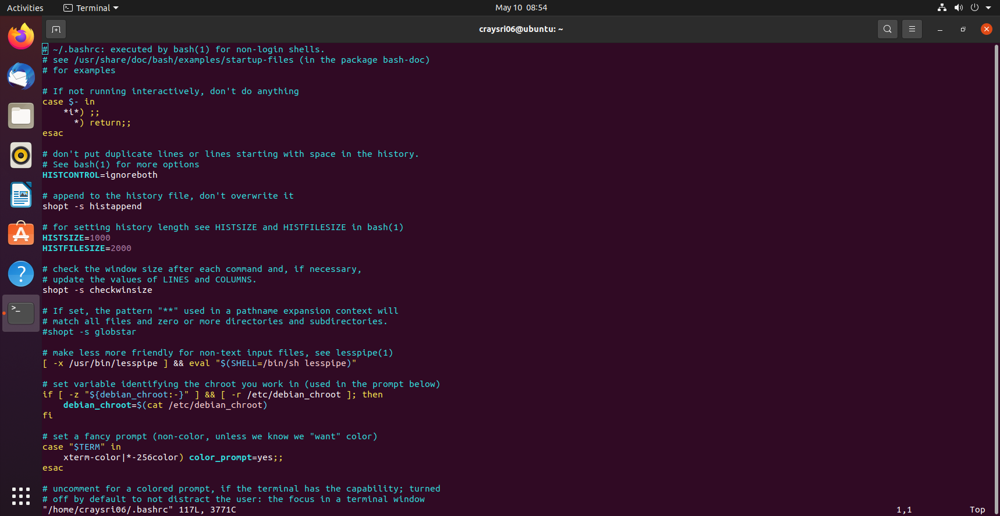 Activities Terminal May 10 08:54
craysri06@ubuntu: ~
# ~/.bashrc: executed by bash(1) for non-login shells.
# see /usr/share/doc/bash/examples/startup-files (in the package bash-doc)
# for examples

# If not running interactively, don't do anything
case $- in
    *i*) ;;
      *) return;;
esac

# don't put duplicate lines or lines starting with space in the history.
# See bash(1) for more options
HISTCONTROL=ignoreboth

# append to the history file, don't overwrite it
shopt -s histappend

# for setting history length see HISTSIZE and HISTFILESIZE in bash(1)
HISTSIZE=1000
HISTFILESIZE=2000

# check the window size after each command and, if necessary,
# update the values of LINES and COLUMNS.
shopt -s checkwinsize

# If set, the pattern "**" used in a pathname expansion context will
# match all files and zero or more directories and subdirectories.
#shopt -s globstar

# make less more friendly for non-text input files, see lesspipe(1)
[ -x /usr/bin/lesspipe ] && eval "$(SHELL=/bin/sh lesspipe)"

# set variable identifying the chroot you work in (used in the prompt below)
if [ -z "${debian_chroot:-}" ] && [ -r /etc/debian_chroot ]; then
    debian_chroot=$(cat /etc/debian_chroot)
fi

# set a fancy prompt (non-color, unless we know we "want" color)
case "$TERM" in
    xterm-color|*-256color) color_prompt=yes;;
esac

# uncomment for a colored prompt, if the terminal has the capability; turned
# off by default to not distract the user: the focus in a terminal window
"/home/craysri06/.bashrc" 117L, 3771C 1,1 Top